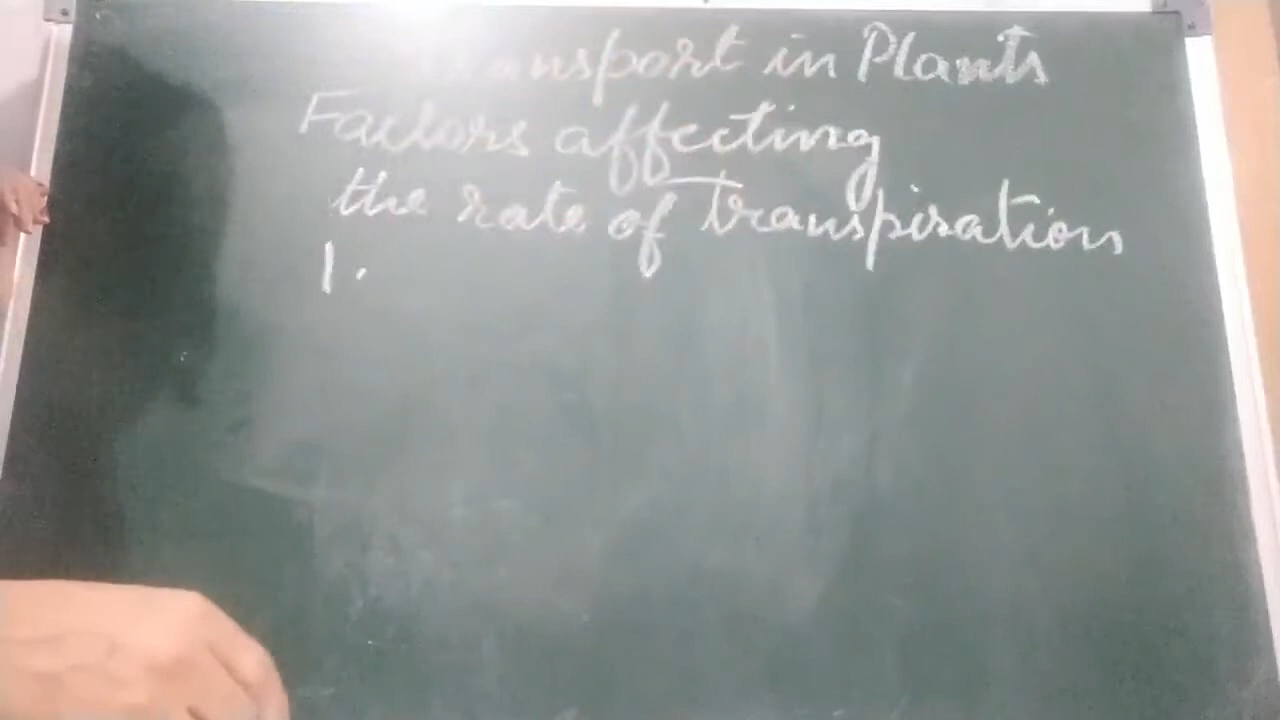 Transport in Plants
Factors affecting
the rate of Transpiration
1.